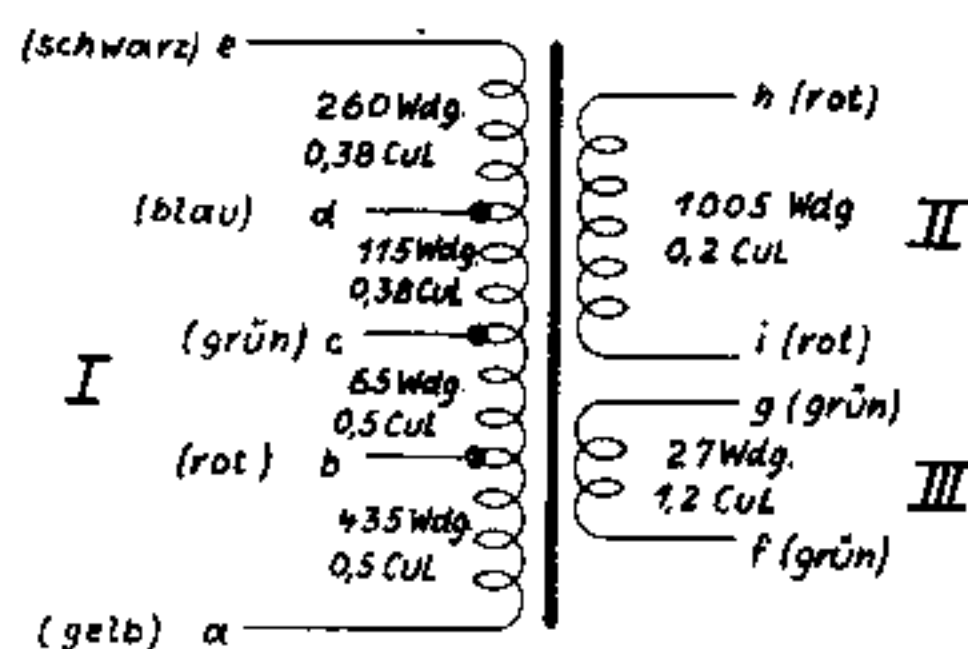 (schwarz) e
260 Wdg.
0,38 CuL
(blau) d
115 Wdg.
0,38 CuL
(grün) c
65 Wdg.
0,5 CuL
(rot) b
435 Wdg.
0,5 CuL
(gelb) a
I
h (rot)
1005 Wdg
0,2 CuL
II
i (rot)
g (grün)
27 Wdg.
1,2 CuL
III
f (grün)